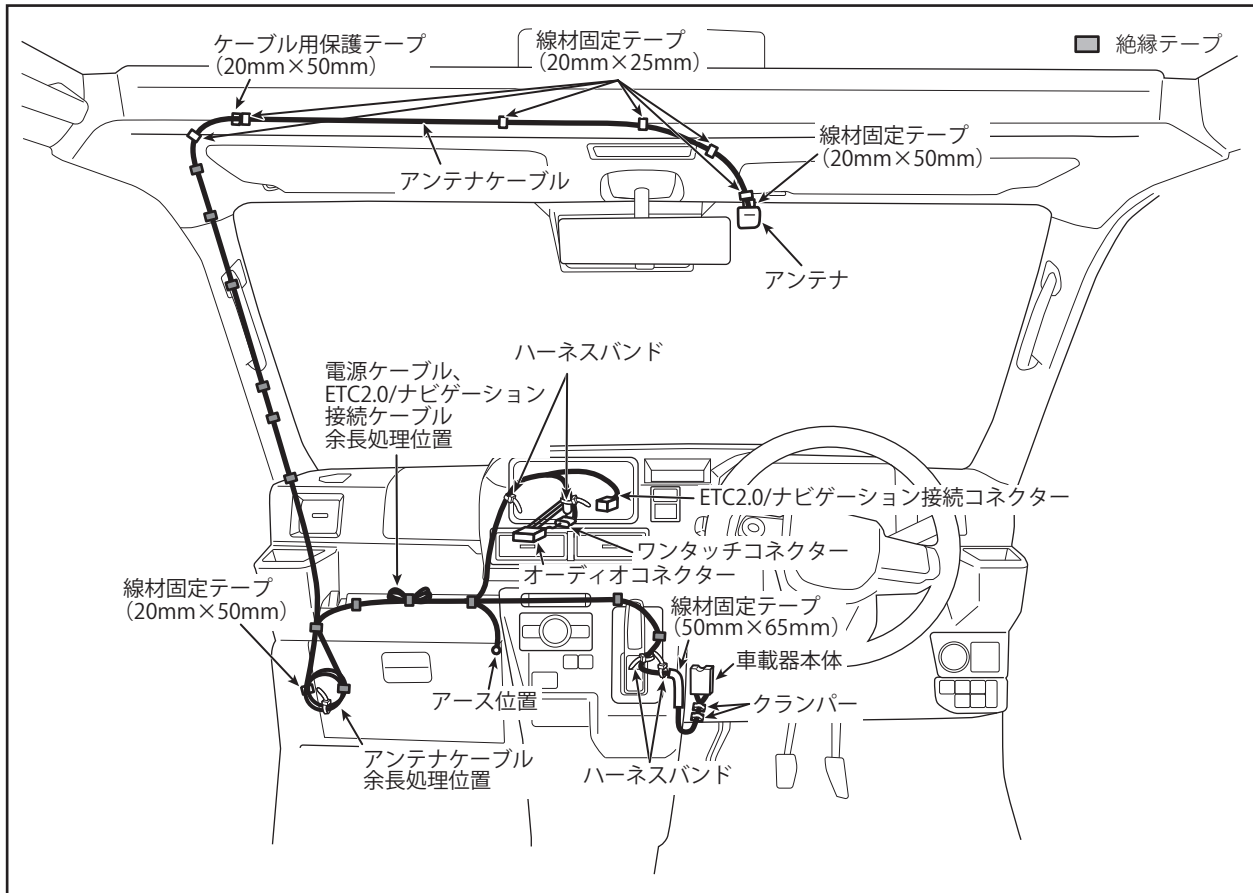 ケーブル用保護テープ
（20mm×50mm）
線材固定テープ
（20mm×25mm）
絶縁テープ
線材固定テープ
（20mm×50mm）
アンテナケーブル
アンテナ
ハーネスバンド
電源ケーブル、
ETC2.0/ナビゲーション
接続ケーブル
余長処理位置
ETC2.0/ナビゲーション接続コネクター
ワンタッチコネクター
オーディオコネクター
線材固定テープ
（20mm×50mm）
線材固定テープ
（50mm×65mm）
車載器本体
アース位置
クランパー
アンテナケーブル
余長処理位置
ハーネスバンド